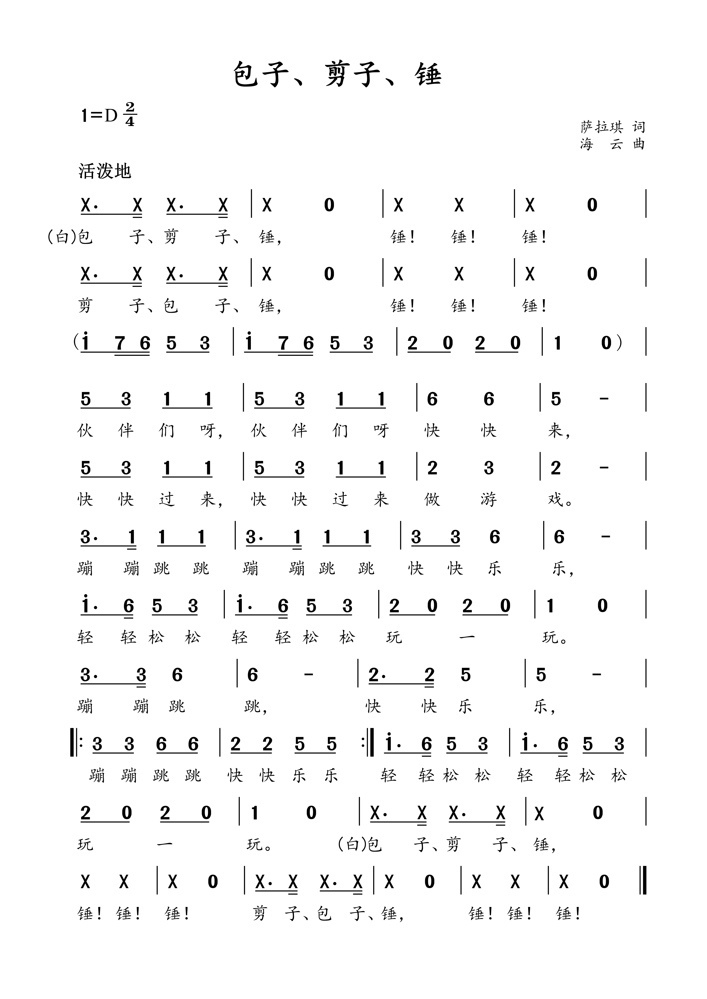 包子、剪子、锤
1=D 2/4
萨拉琪 词
海 云 曲
活泼地
X. X X. X | X 0 | X X | X 0 |
(白)包 子、剪 子、锤, 锤! 锤! 锤!
X. X X. X | X 0 | X X | X 0 |
剪 子、包 子、锤, 锤! 锤! 锤!
(i 7 6 5 3 | i 7 6 5 3 | 2 0 2 0 | 1 0) |
5 3 1 1 | 5 3 1 1 | 6 6 | 5 - |
伙 伴 们 呀, 伙 伴 们 呀 快 快 来,
5 3 1 1 | 5 3 1 1 | 2 3 | 2 - |
快 快 过 来, 快 快 过 来 做 游 戏。
3. 1 1 1 | 3. 1 1 1 | 3 3 6 | 6 - |
蹦 蹦 跳 跳 蹦 蹦 跳 跳 快 快 乐 乐,
i. 6 5 3 | i. 6 5 3 | 2 0 2 0 | 1 0 |
轻 轻 松 松 轻 轻 松 松 玩 一 玩。
3. 3 6 | 6 - | 2. 2 5 | 5 - |
蹦 蹦 跳 跳, 快 快 乐 乐,
‖: 3 3 6 6 | 2 2 5 5 :‖ i. 6 5 3 | i. 6 5 3 |
蹦 蹦 跳 跳 快 快 乐 乐 轻 轻 松 松 轻 轻 松 松
2 0 2 0 | 1 0 | X. X X. X | X 0 |
玩 一 玩。 (白)包 子、剪 子、锤,
X X | X 0 | X. X X. X | X 0 | X X | X 0 ‖
锤! 锤! 锤! 剪 子、包 子、锤, 锤! 锤! 锤!